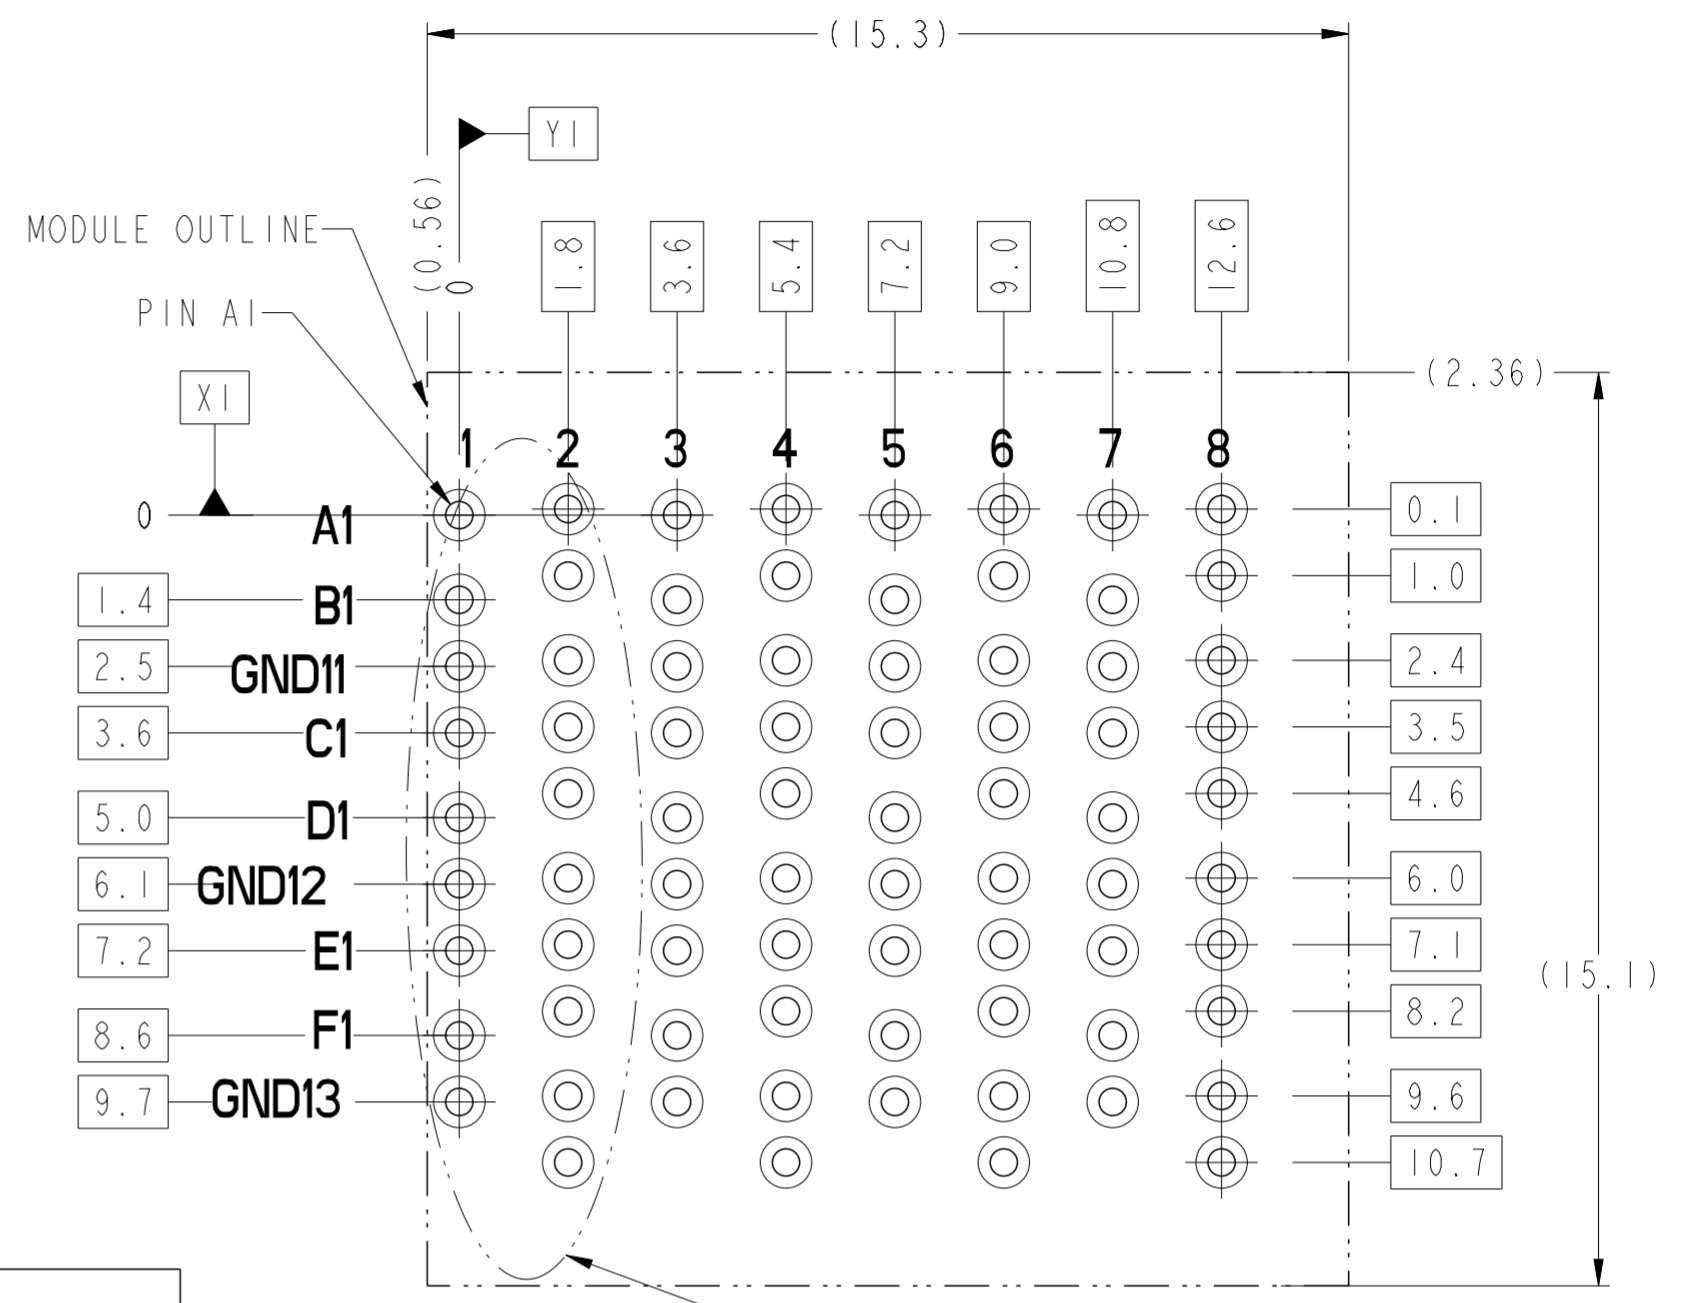 (15.3)
Y1
(0.56)
0
1.8
3.6
5.4
7.2
9.0
10.8
12.6
MODULE OUTLINE
PIN A1
X1
(2.36)
1 2 3 4 5 6 7 8
0 A1 0.1
1.0
1.4 B1
2.5 GND11 2.4
3.6 C1 3.5
4.6
5.0 D1
6.1 GND12 6.0
7.2 E1 7.1
(15.1)
8.2
8.6 F1
9.7 GND13 9.6
10.7